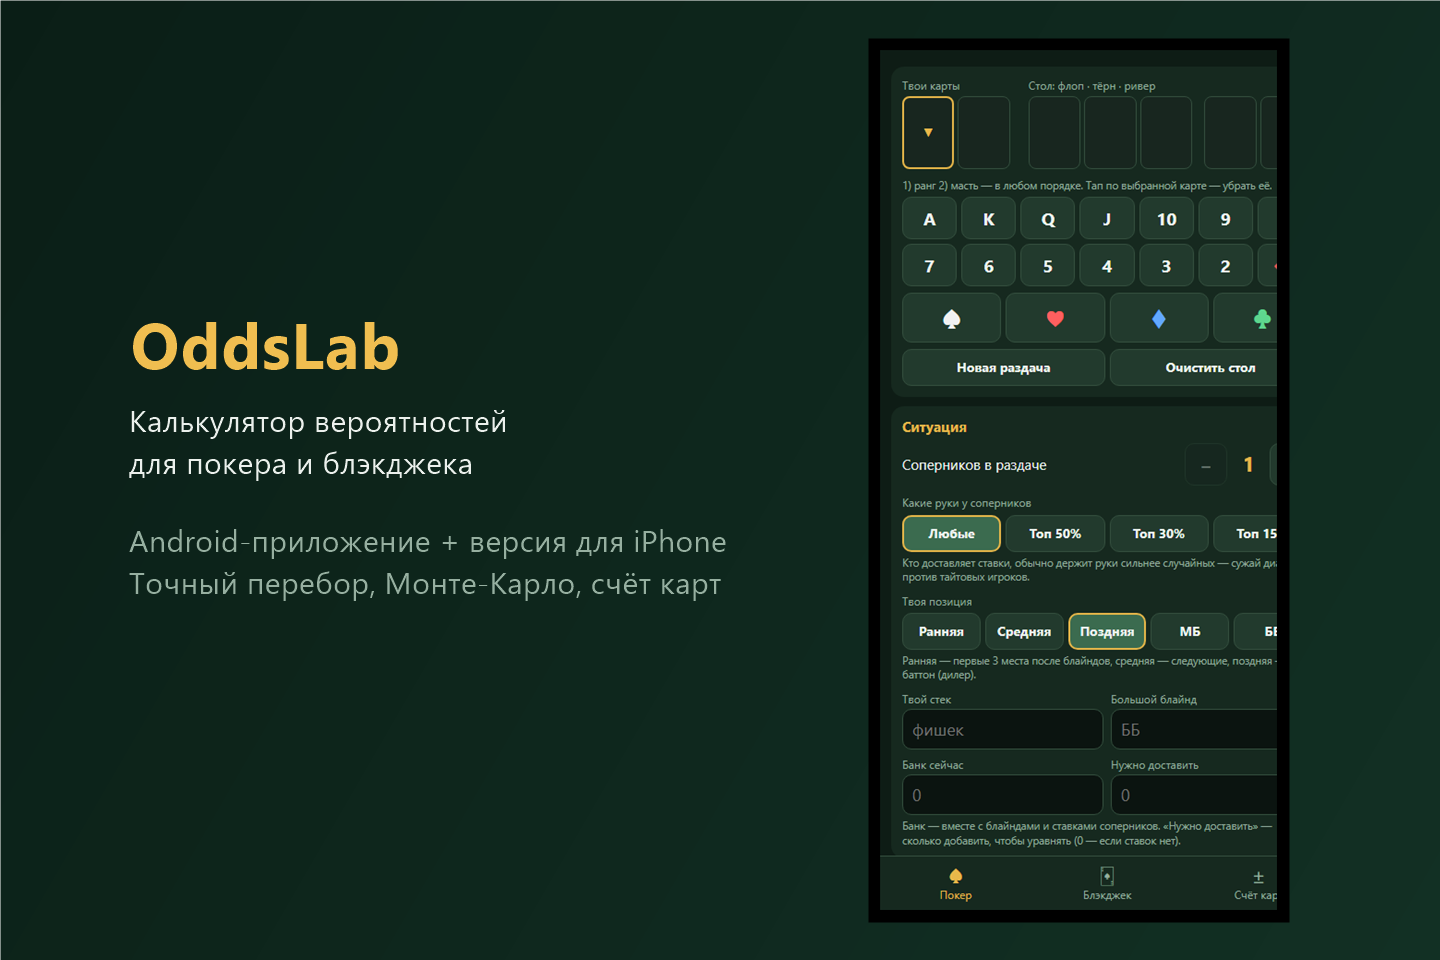 OddsLab
Калькулятор вероятностей
для покера и блэкджека
Android-приложение + версия для iPhone
Точный перебор, Монте-Карло, счёт карт
Твои карты
Стол: флоп · тёрн · ривер
1) ранг 2) масть — в любом порядке. Тап по выбранной карте — убрать её.
A K Q J 10 9
7 6 5 4 3 2
Новая раздача Очистить стол
Ситуация
Соперников в раздаче – 1
Какие руки у соперников
Любые Топ 50% Топ 30% Топ 15
Кто доставляет ставки, обычно держит руки сильнее случайных — сужай
против тайтовых игроков.
Твоя позиция
Ранняя Средняя Поздняя МБ
Ранняя — первые 3 места после блайндов, средняя — следующие, поздняя -
баттон (дилер).
Твой стек Большой блайнд
фишек ББ
Банк сейчас Нужно доставить
0 0
Банк — вместе с блайндами и ставками соперников. «Нужно доставить» —
сколько добавить, чтобы уравнять (0 — если ставок нет).
Покер Блэкджек ± Счёт кар